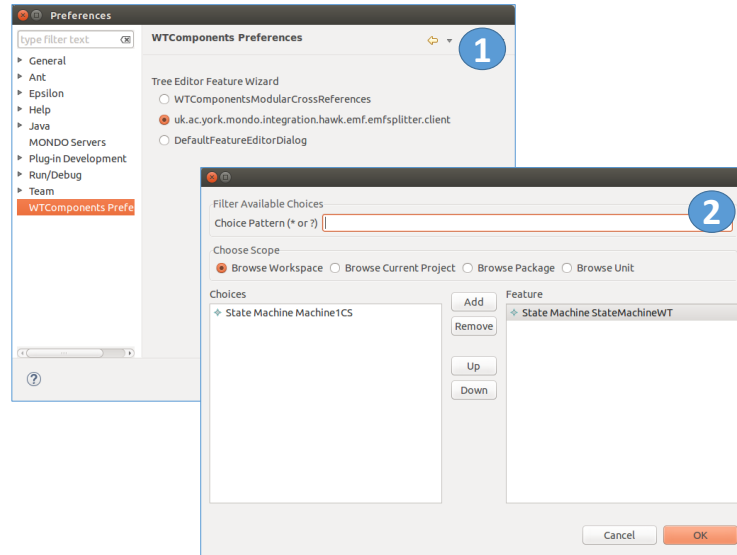 Preferences
type filter text
WTComponents Preferences
1
General
Ant
Epsilon
Help
Java
MONDO Servers
Plug-in Development
Run/Debug
Team
WTComponents Prefe
Tree Editor Feature Wizard
WTComponentsModularCrossReferences
uk.ac.york.mondo.integration.hawk.emf.emfsplitter.client
DefaultFeatureEditorDialog
?
2
Filter Available Choices
Choice Pattern (* or ?)
Choose Scope
Browse Workspace Browse Current Project Browse Package Browse Unit
Choices
State Machine Machine1CS
Add
Remove
Up
Down
Feature
State Machine StateMachineWT
Cancel OK